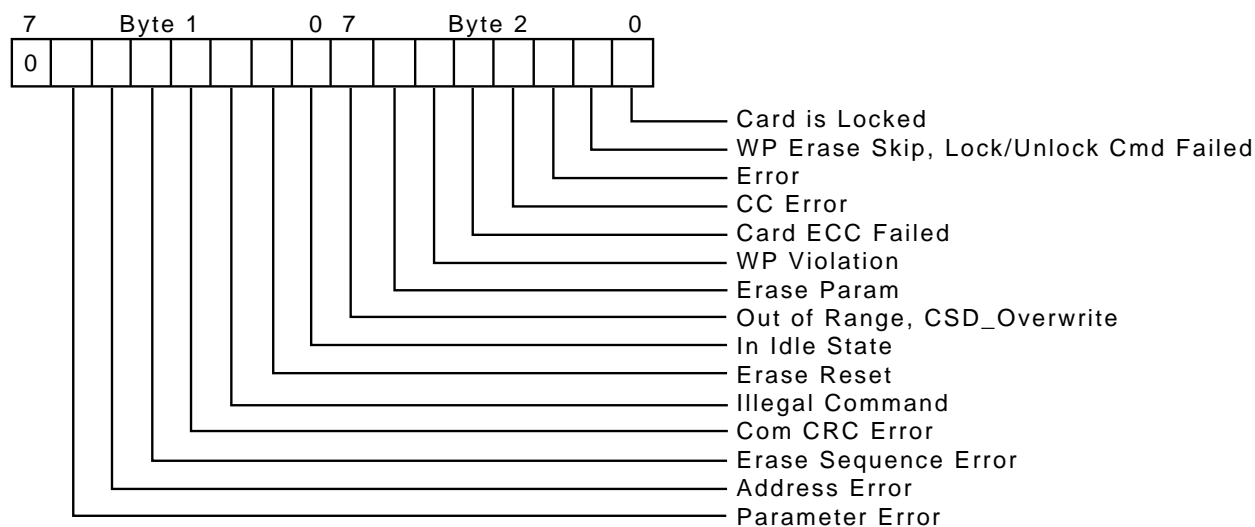 7 Byte 1 0 7 Byte 2 0
0
Card is Locked
WP Erase Skip, Lock/Unlock Cmd Failed
Error
CC Error
Card ECC Failed
WP Violation
Erase Param
Out of Range, CSD_Overwrite
In Idle State
Erase Reset
Illegal Command
Com CRC Error
Erase Sequence Error
Address Error
Parameter Error